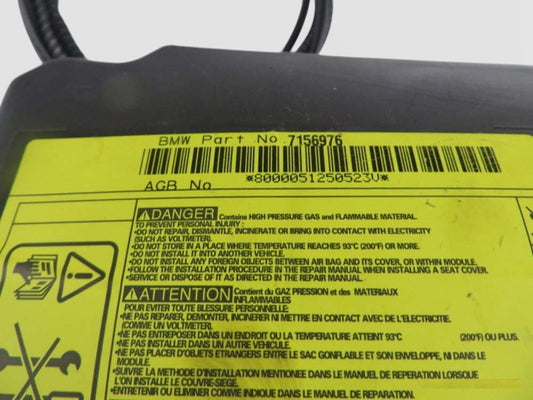 BMW Part No. 7156976
AGB No *8000051250523V*
⚠DANGER Contains HIGH PRESSURE GAS and FLAMMABLE MATERIAL
TO PREVENT PERSONAL INJURY :
•DO NOT REPAIR, DISMANTLE, INCINERATE OR BRING INTO CONTACT WITH ELECTRICITY
(SUCH AS VOLTMETER).
•DO NOT STORE IN A PLACE WHERE TEMPERATURE REACHES 93°C (200°F) OR MORE.
•DO NOT INSTALL IT INTO ANOTHER VEHICLE.
•DO NOT INSTALL ANY FOREIGN OBJECTS BETWEEN AIR BAG AND ITS COVER, OR WITHIN MODULE.
•FOLLOW THE INSTALLATION PROCEDURE IN THE REPAIR MANUAL WHEN INSTALLING A SEAT COVER.
•SERVICE OR DISPOSE OF AS DIRECTED IN THE REPAIR MANUAL.
⚠ATTENTION Contient du GAZ PRESSION et des MATERIAUX
INFLAMMABLES
POUR EVITER TOUTE BLESSURE PERSONNELLE:
•NE PAS REPARER, DEMONTER, INCINERER NI METTRE EN CONTACT AVEC DE L'ELECTRICITIE.
(COMME UN VOLTMETRE).
•NE PAS ENTREPOSER DANS UN ENDROIT OU LA TEMPERATURE ATTEINT 93°C (200°F) OU PLUS.
•NE PAS INSTALLER DANS UN AUTRE VEHICULE.
•NE PAS PLACER D'OBJETS ETRANGERS ENTRE LE SAC GONFLABLE ET SON ENVELOPPE, NI DANS LE
MODULE.
•SUIVRE LA METHODE D'INSTALLATION MENTIONEE DANS LE MANUEL DE REPERATION LORSQU
L'ON INSTALLE LE COUVRE-SIEGE.
•ENTRETENIR OU ELIMINER COMME INDIQUE DANS LE MANUEL DE REPARATION.